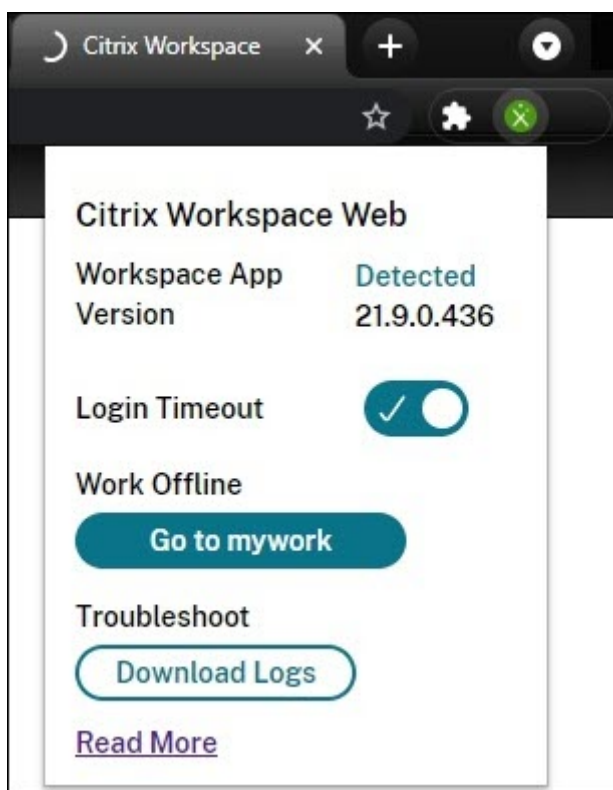 Citrix Workspace
Citrix Workspace Web
Workspace App Detected
Version 21.9.0.436
Login Timeout
Work Offline
Go to mywork
Troubleshoot
Download Logs
Read More